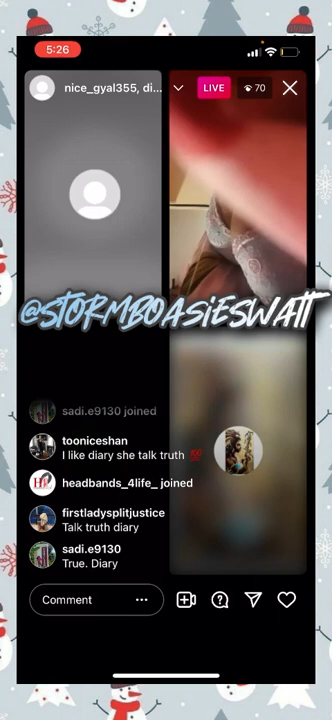 5:26
nice_gyal355, di...
LIVE
70
@STORMBOASIESWATT
sadi.e9130 joined
tooniceshan
I like diary she talk truth 💯
headbands_4life_ joined
firstladysplitjustice
Talk truth diary
sadi.e9130
True. Diary
Comment